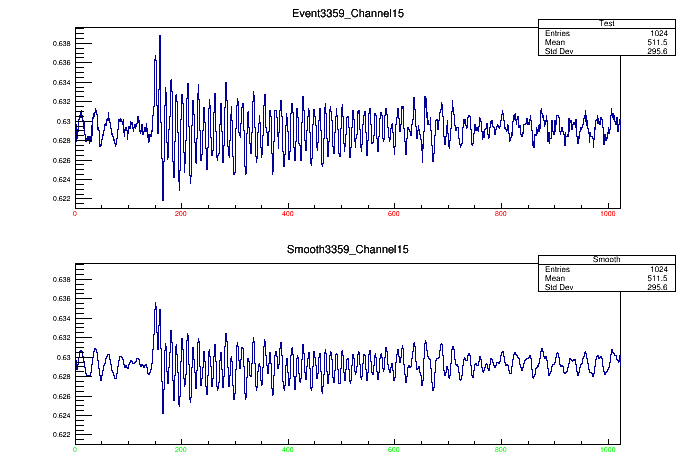 Event3359_Channel15
Test
Entries 1024
Mean 511.5
Std Dev 295.6
0.638
0.636
0.634
0.632
0.63
0.628
0.626
0.624
0.622
0 200 400 600 800 1000
Smooth3359_Channel15
Smooth
Entries 1024
Mean 511.5
Std Dev 295.6
0.638
0.636
0.634
0.632
0.63
0.628
0.626
0.624
0.622
0 200 400 600 800 1000